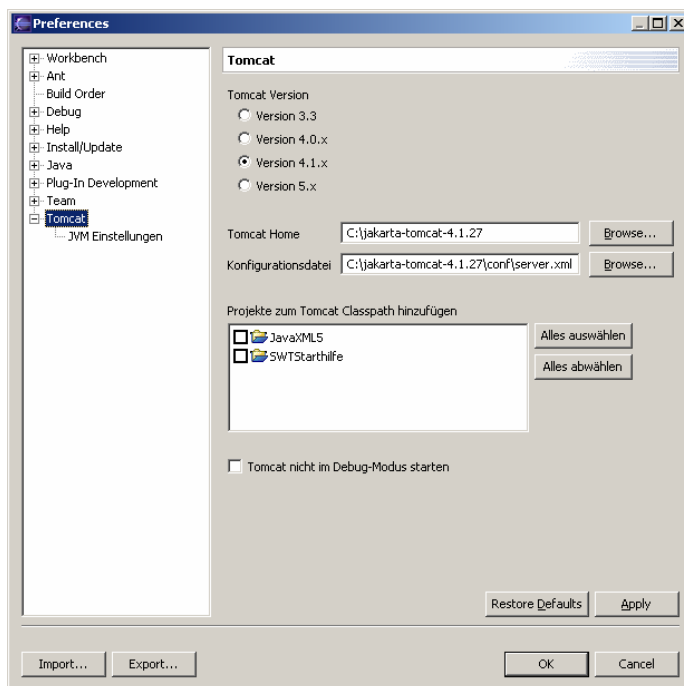 Preferences
Workbench
Ant
Build Order
Debug
Help
Install/Update
Java
Plug-In Development
Team
Tomcat
JVM Einstellungen
Tomcat
Tomcat Version
Version 3.3
Version 4.0.x
Version 4.1.x
Version 5.x
Tomcat Home C:\jakarta-tomcat-4.1.27 Browse...
Konfigurationsdatei C:\jakarta-tomcat-4.1.27\conf\server.xml Browse...
Projekte zum Tomcat Classpath hinzufügen
JavaXML5
SWTStarthilfe
Alles auswählen
Alles abwählen
Tomcat nicht im Debug-Modus starten
Restore Defaults Apply
Import... Export... OK Cancel